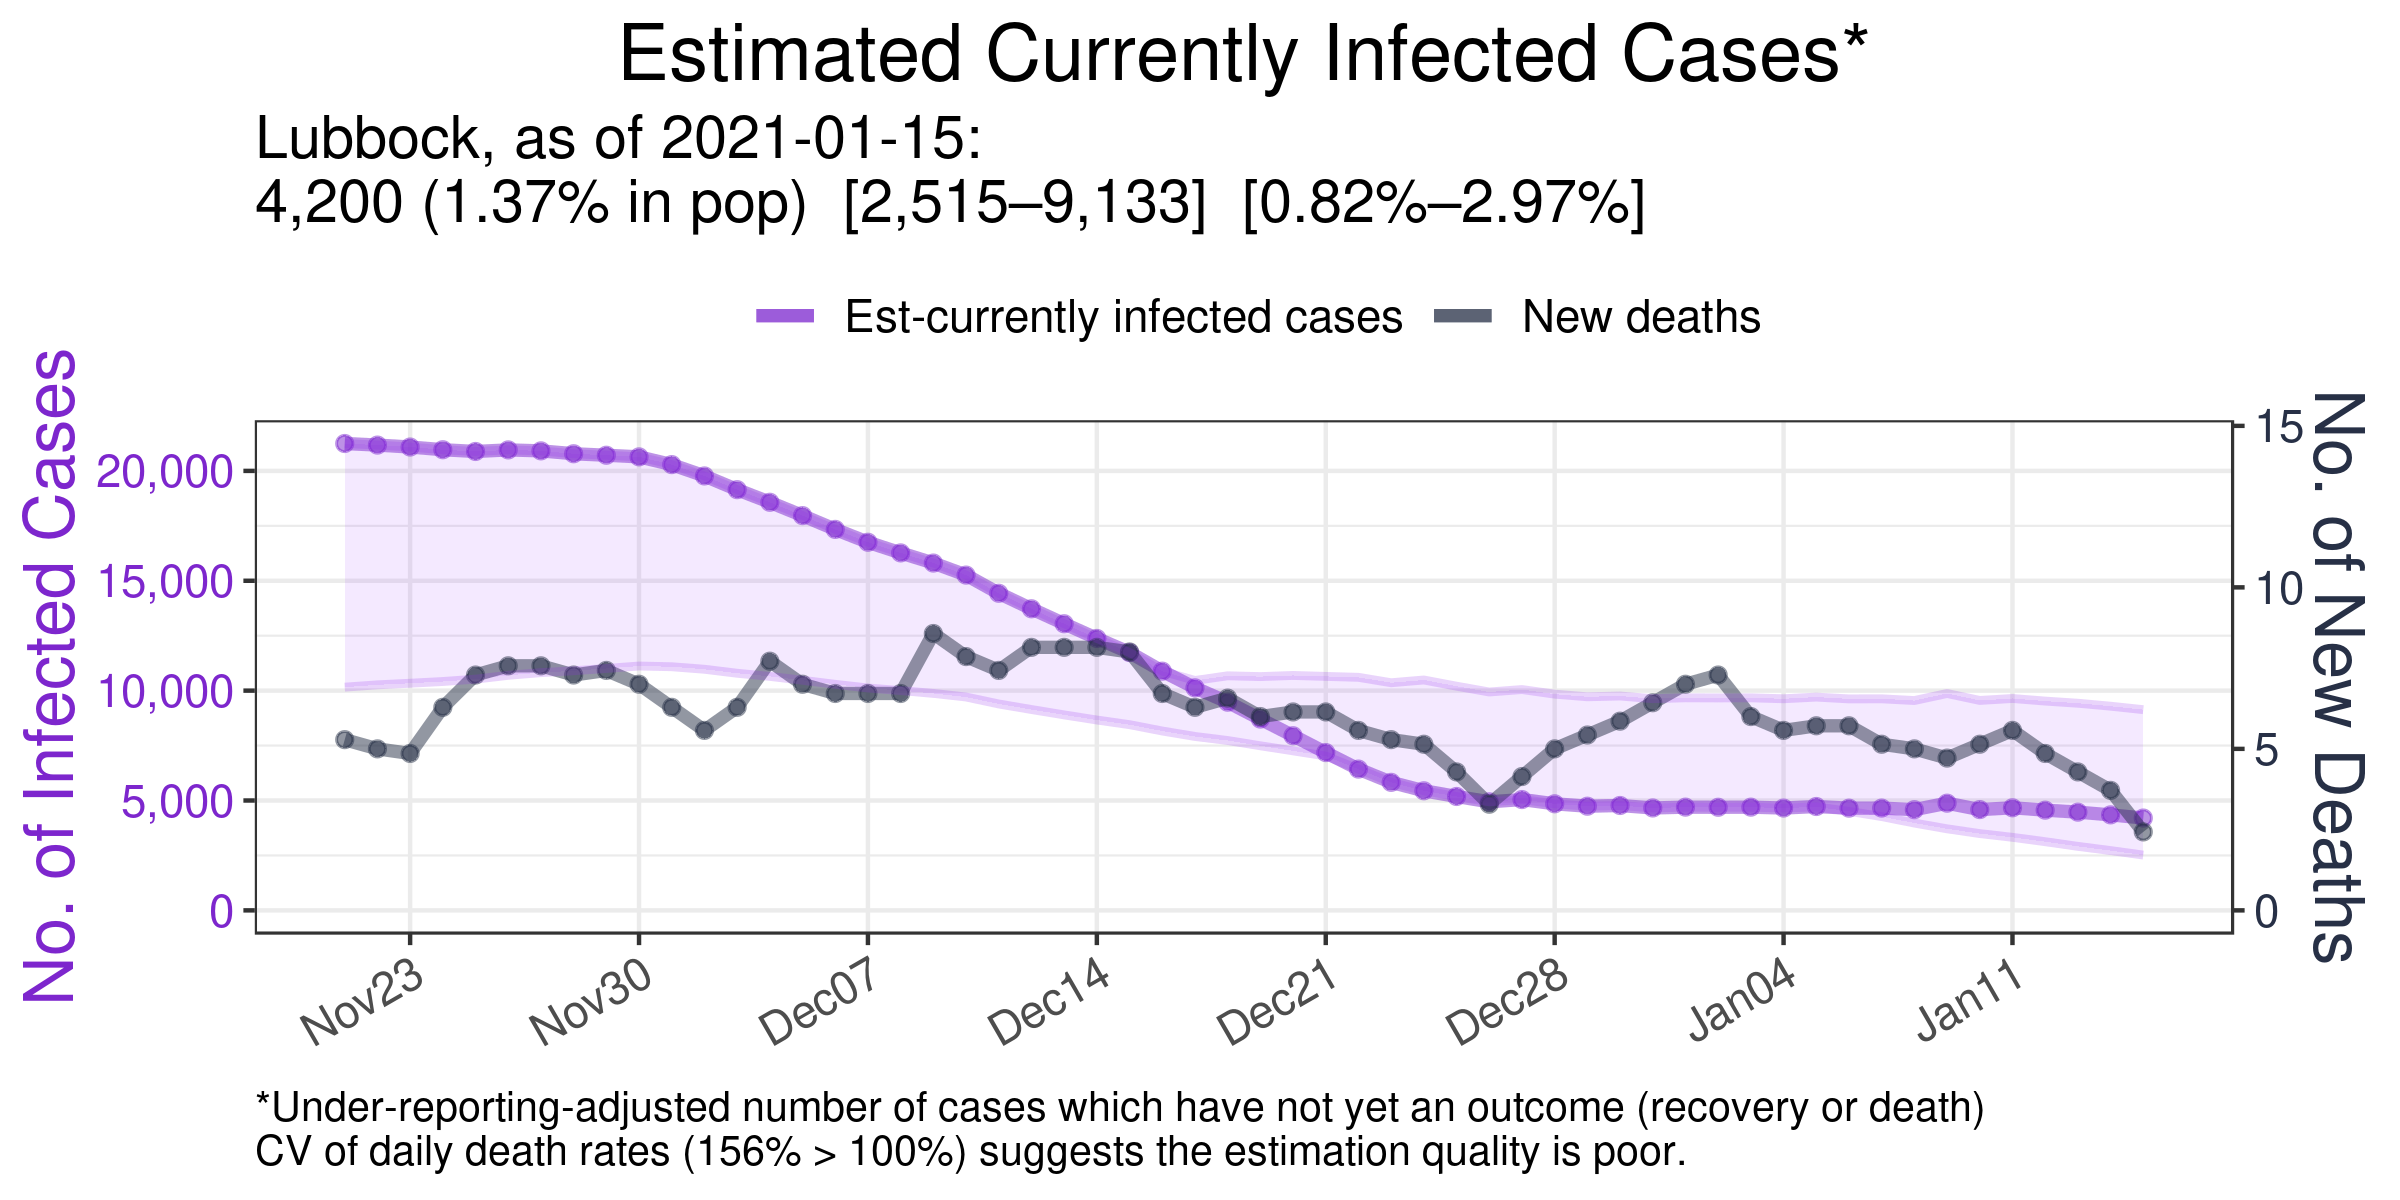 Estimated Currently Infected Cases*
Lubbock, as of 2021-01-15:
4,200 (1.37% in pop)  [2,515–9,133]  [0.82%–2.97%]
Est-currently infected cases
New deaths
No. of Infected Cases
20,000
15,000
10,000
5,000
0
15
10
5
0
No. of New Deaths
Nov23
Nov30
Dec07
Dec14
Dec21
Dec28
Jan04
Jan11
*Under-reporting-adjusted number of cases which have not yet an outcome (recovery or death)
CV of daily death rates (156% > 100%) suggests the estimation quality is poor.